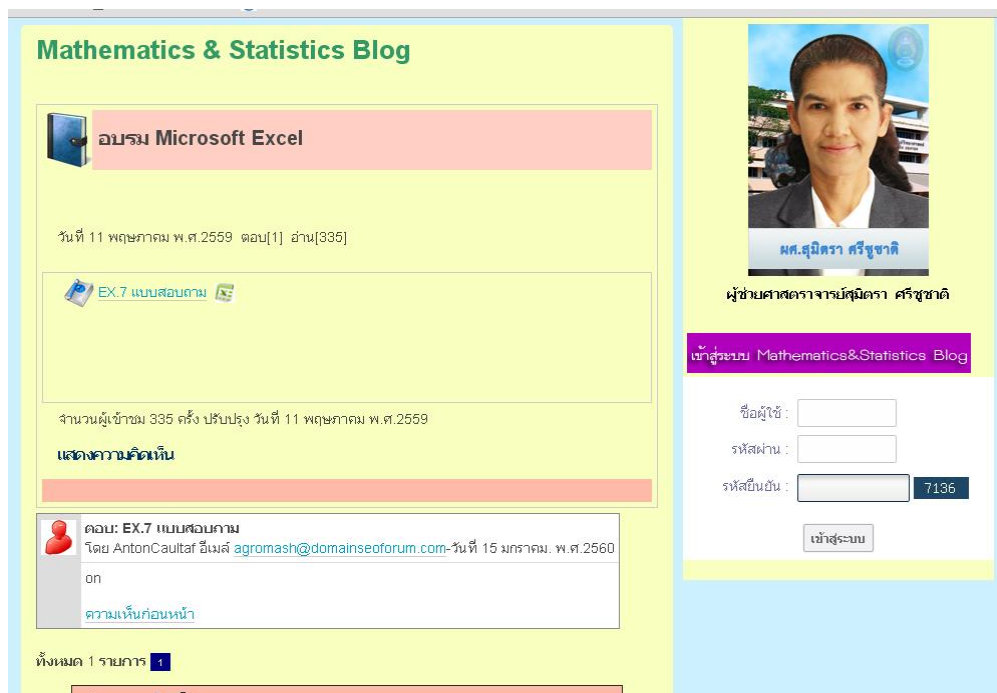 Mathematics & Statistics Blog
อบรม Microsoft Excel
วันที่ 11 พฤษภาคม พ.ศ.2559 ตอบ[1] อ่าน[335]
EX.7 แบบสอบถาม
จำนวนผู้เข้าชม 335 ครั้ง ปรับปรุง วันที่ 11 พฤษภาคม พ.ศ.2559
แสดงความคิดเห็น
ตอบ: EX.7 แบบสอบถาม
โดย AntonCaultaf อีเมล์ agromash@domainseoforum.com-วันที่ 15 มกราคม. พ.ศ.2560
on
ความเห็นก่อนหน้า
ทั้งหมด 1 รายการ 1
ผศ.สุมิตรา ศรีชูชาติ
ผู้ช่วยศาสตราจารย์สุมิตรา ศรีชูชาติ
เข้าสู่ระบบ Mathematics&Statistics Blog
ชื่อผู้ใช้ :
รหัสผ่าน :
รหัสยืนยัน : 7136
เข้าสู่ระบบ